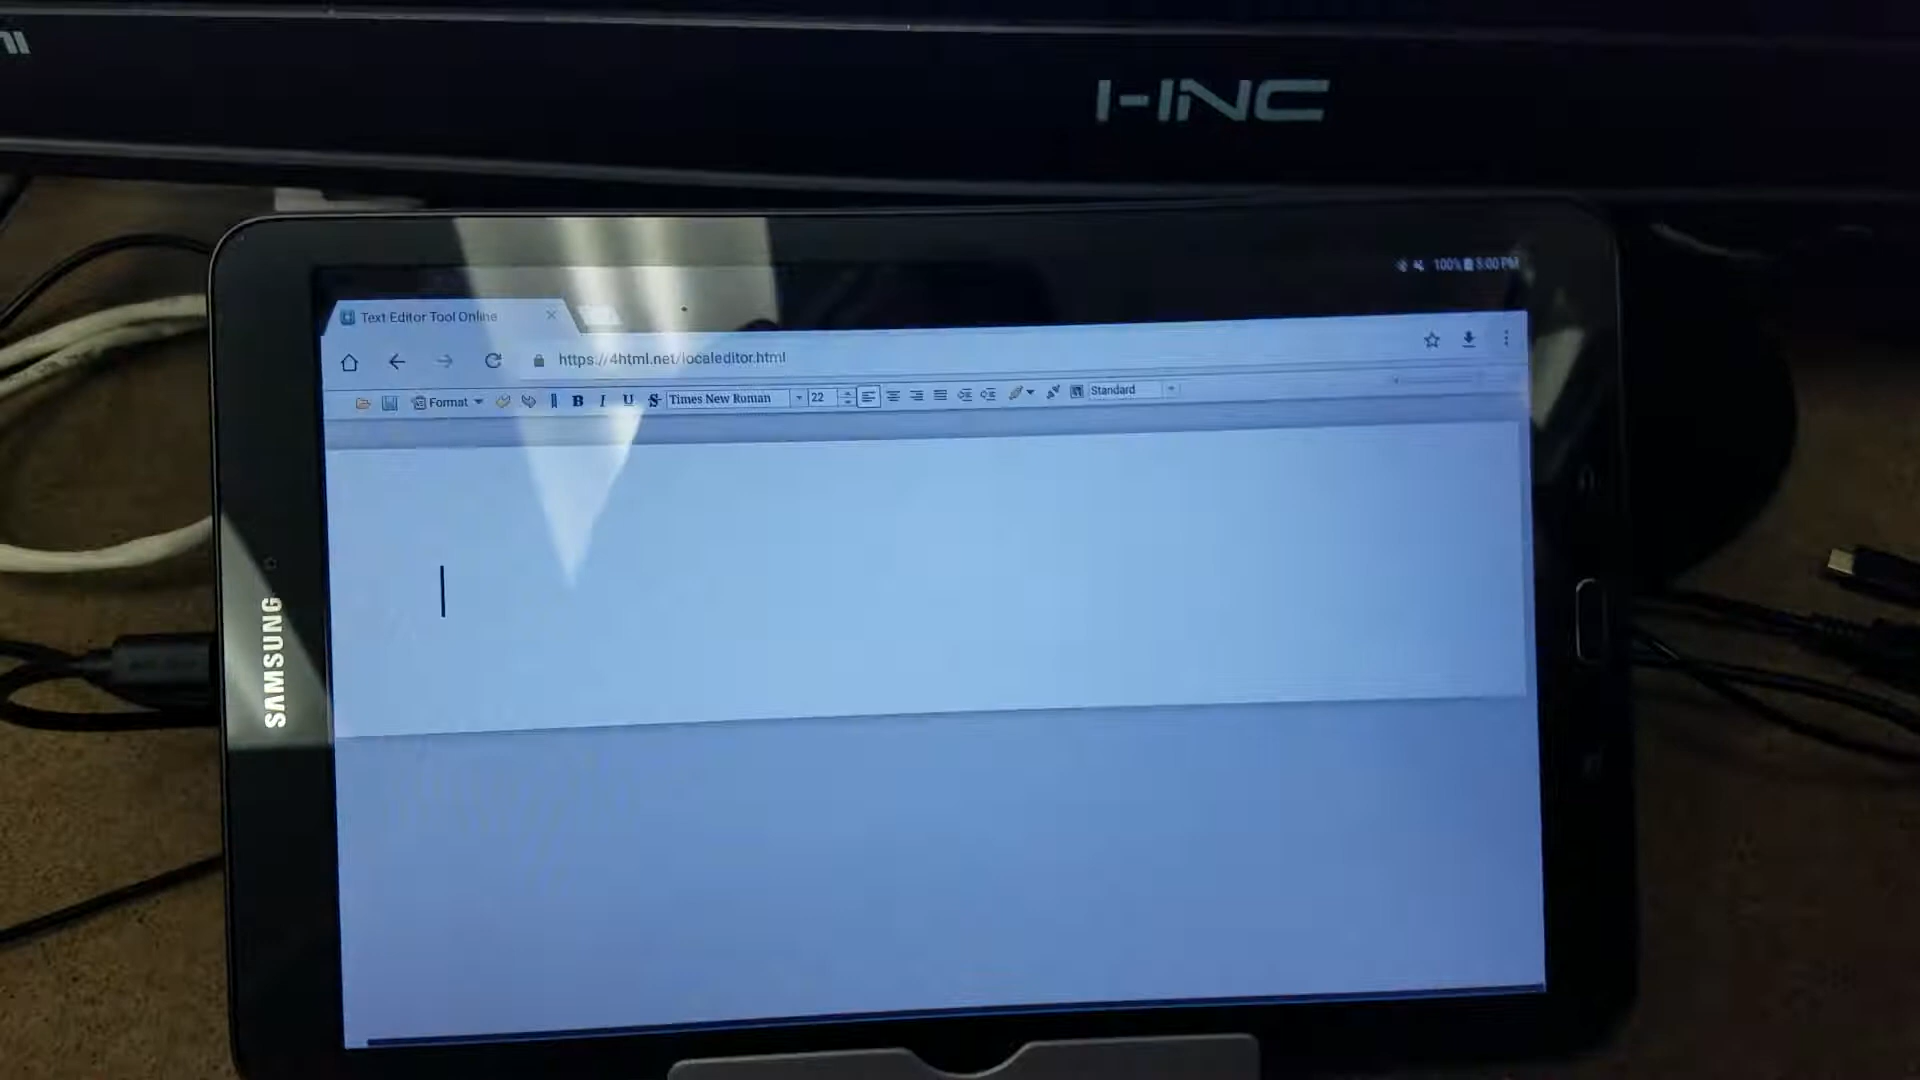 I-INC
100% 5:00 PM
Text Editor Tool Online
https://4html.net/localeditor.html
Format B I U S Times New Roman 22 Standard
SAMSUNG